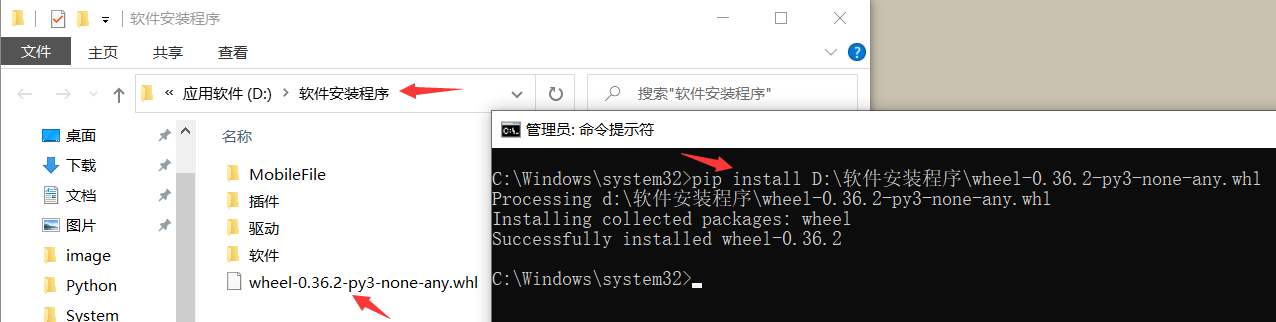 软件安装程序
文件 主页 共享 查看
« 应用软件 (D:) > 软件安装程序
搜索"软件安装程序"
桌面
下载
文档
图片
image
Python
System
名称
MobileFile
插件
驱动
软件
wheel-0.36.2-py3-none-any.whl
管理员: 命令提示符
C:\Windows\system32>pip install D:\软件安装程序\wheel-0.36.2-py3-none-any.whl
Processing d:\软件安装程序\wheel-0.36.2-py3-none-any.whl
Installing collected packages: wheel
Successfully installed wheel-0.36.2
C:\Windows\system32>